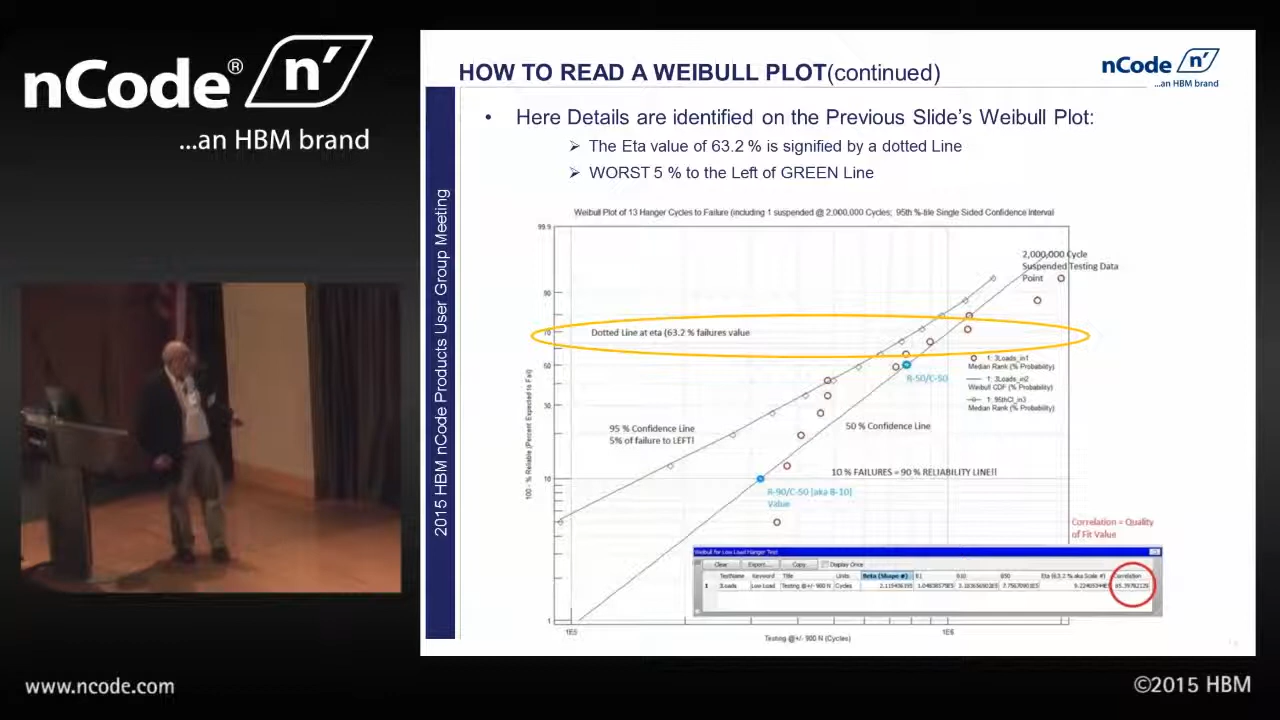 nCode® n'
...an HBM brand
HOW TO READ A WEIBULL PLOT(continued)
nCode n'
...an HBM brand
2015 HBM nCode Products User Group Meeting
• Here Details are identified on the Previous Slide's Weibull Plot:
➢ The Eta value of 63.2 % is signified by a dotted Line
➢ WORST 5 % to the Left of GREEN Line
Weibull Plot of 13 Hanger Cycles to Failure (including 1 suspended @ 2,000,000 Cycles; 95th %-tile Single Sided Confidence Interval
99.9
90
70
50
30
10
1
100 - % Reliable (Percent Expected to Fail)
2,000,000 Cycle
Suspended Testing Data
Point
Dotted Line at eta (63.2 % failures value
1: 3Loads_in1
Median Rank (% Probability)
1: 3Loads_in2
Weibull CDF (% Probability)
1: 95thCI_in3
Median Rank (% Probability)
R-50/C-50
95 % Confidence Line
5% of failure to LEFT!
50 % Confidence Line
10 % FAILURES = 90 % RELIABILITY LINE!!
R-90/C-50 [aka B-10]
Value
Correlation = Quality
of Fit Value
Weibull for Low Load Hanger Test
Clear Export... Copy Display Once
TestName Keyword Title Units Beta (Shape #) B1 B10 B50 Eta (63.2 % aka Scale #) Correlation
1 3Loads Low Load Testing @+/- 900 N Cycles
1E5
1E6
Testing @+/- 900 N (Cycles)
www.ncode.com
©2015 HBM